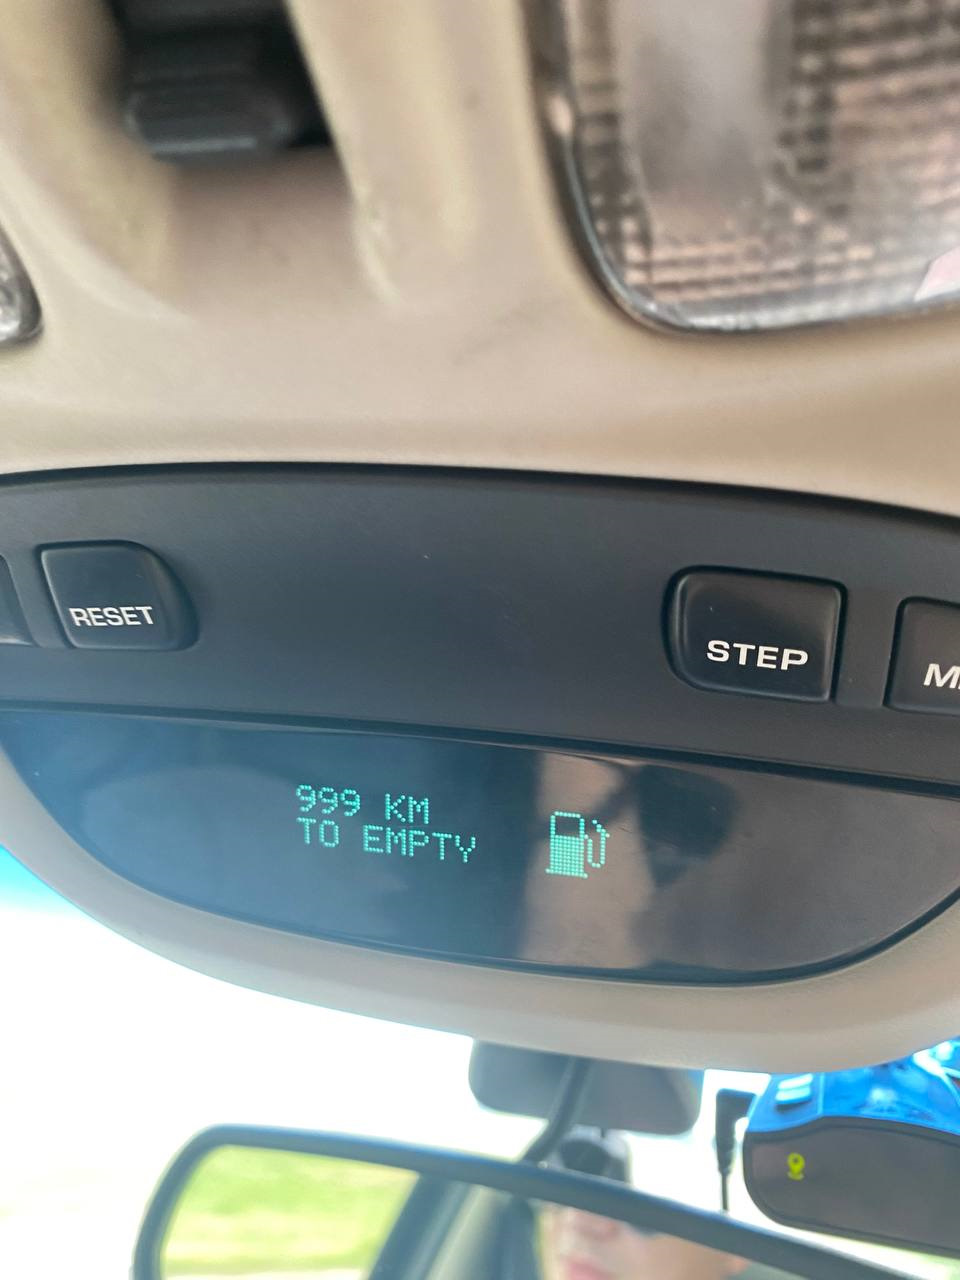 RESET
STEP
999 KM
TO EMPTY